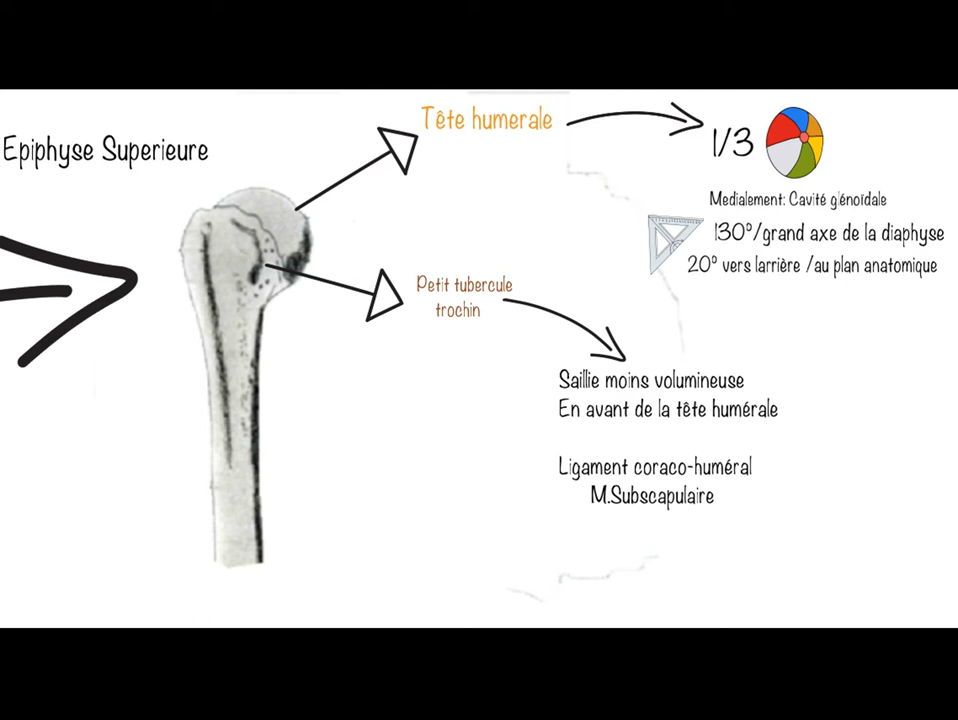 Epiphyse Superieure
Tête humerale
1/3
Medialement: Cavité glénoïdale
130°/grand axe de la diaphyse
20° vers larrière /au plan anatomique
Petit tubercule
trochin
Saillie moins volumineuse
En avant de la tête humérale
Ligament coraco-huméral
M.Subscapulaire